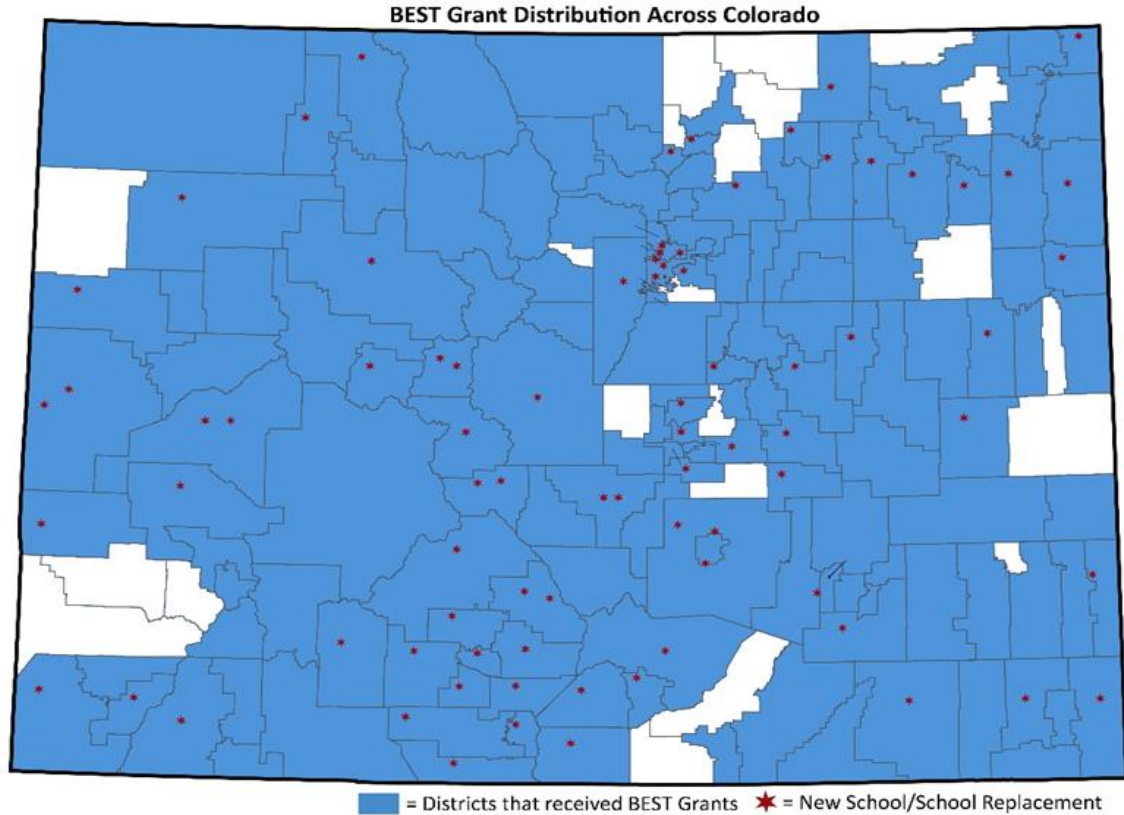 BEST Grant Distribution Across Colorado
= Districts that received BEST Grants = New School/School Replacement